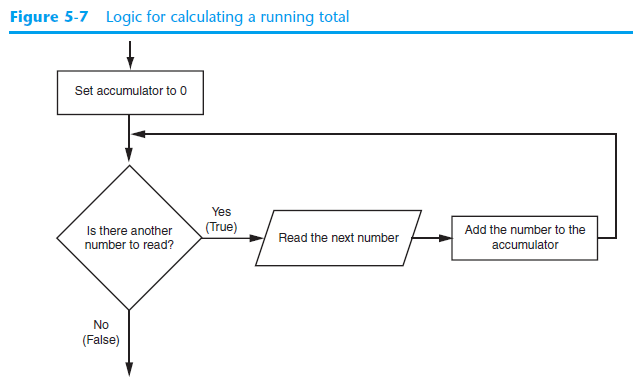 Figure 5-7 Logic for calculating a running total
Set accumulator to 0
Is there another
number to read?
Yes
(True)
Read the next number
Add the number to the
accumulator
No
(False)